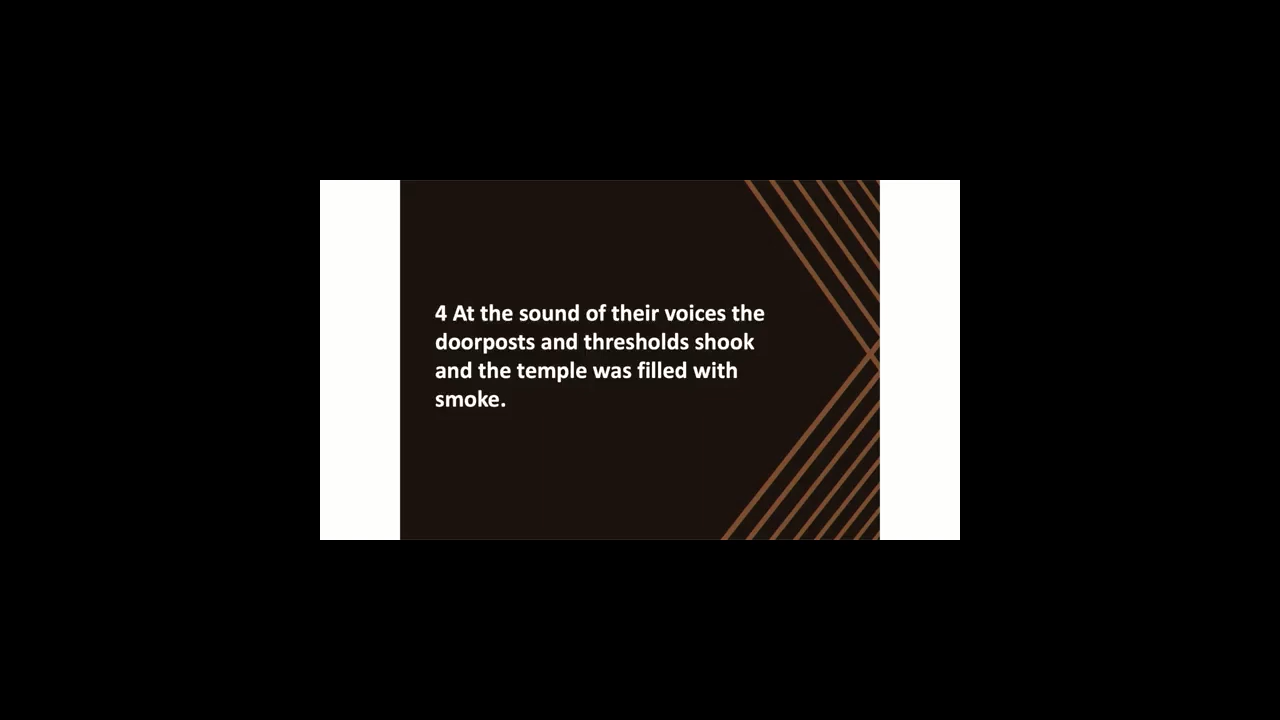 4 At the sound of their voices the
doorposts and thresholds shook
and the temple was filled with
smoke.